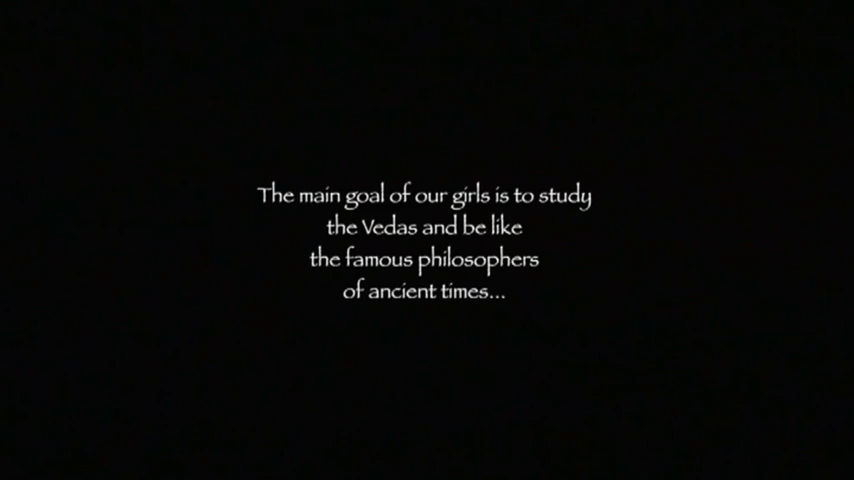 The main goal of our girls is to study
the Vedas and be like
the famous philosophers
of ancient times...